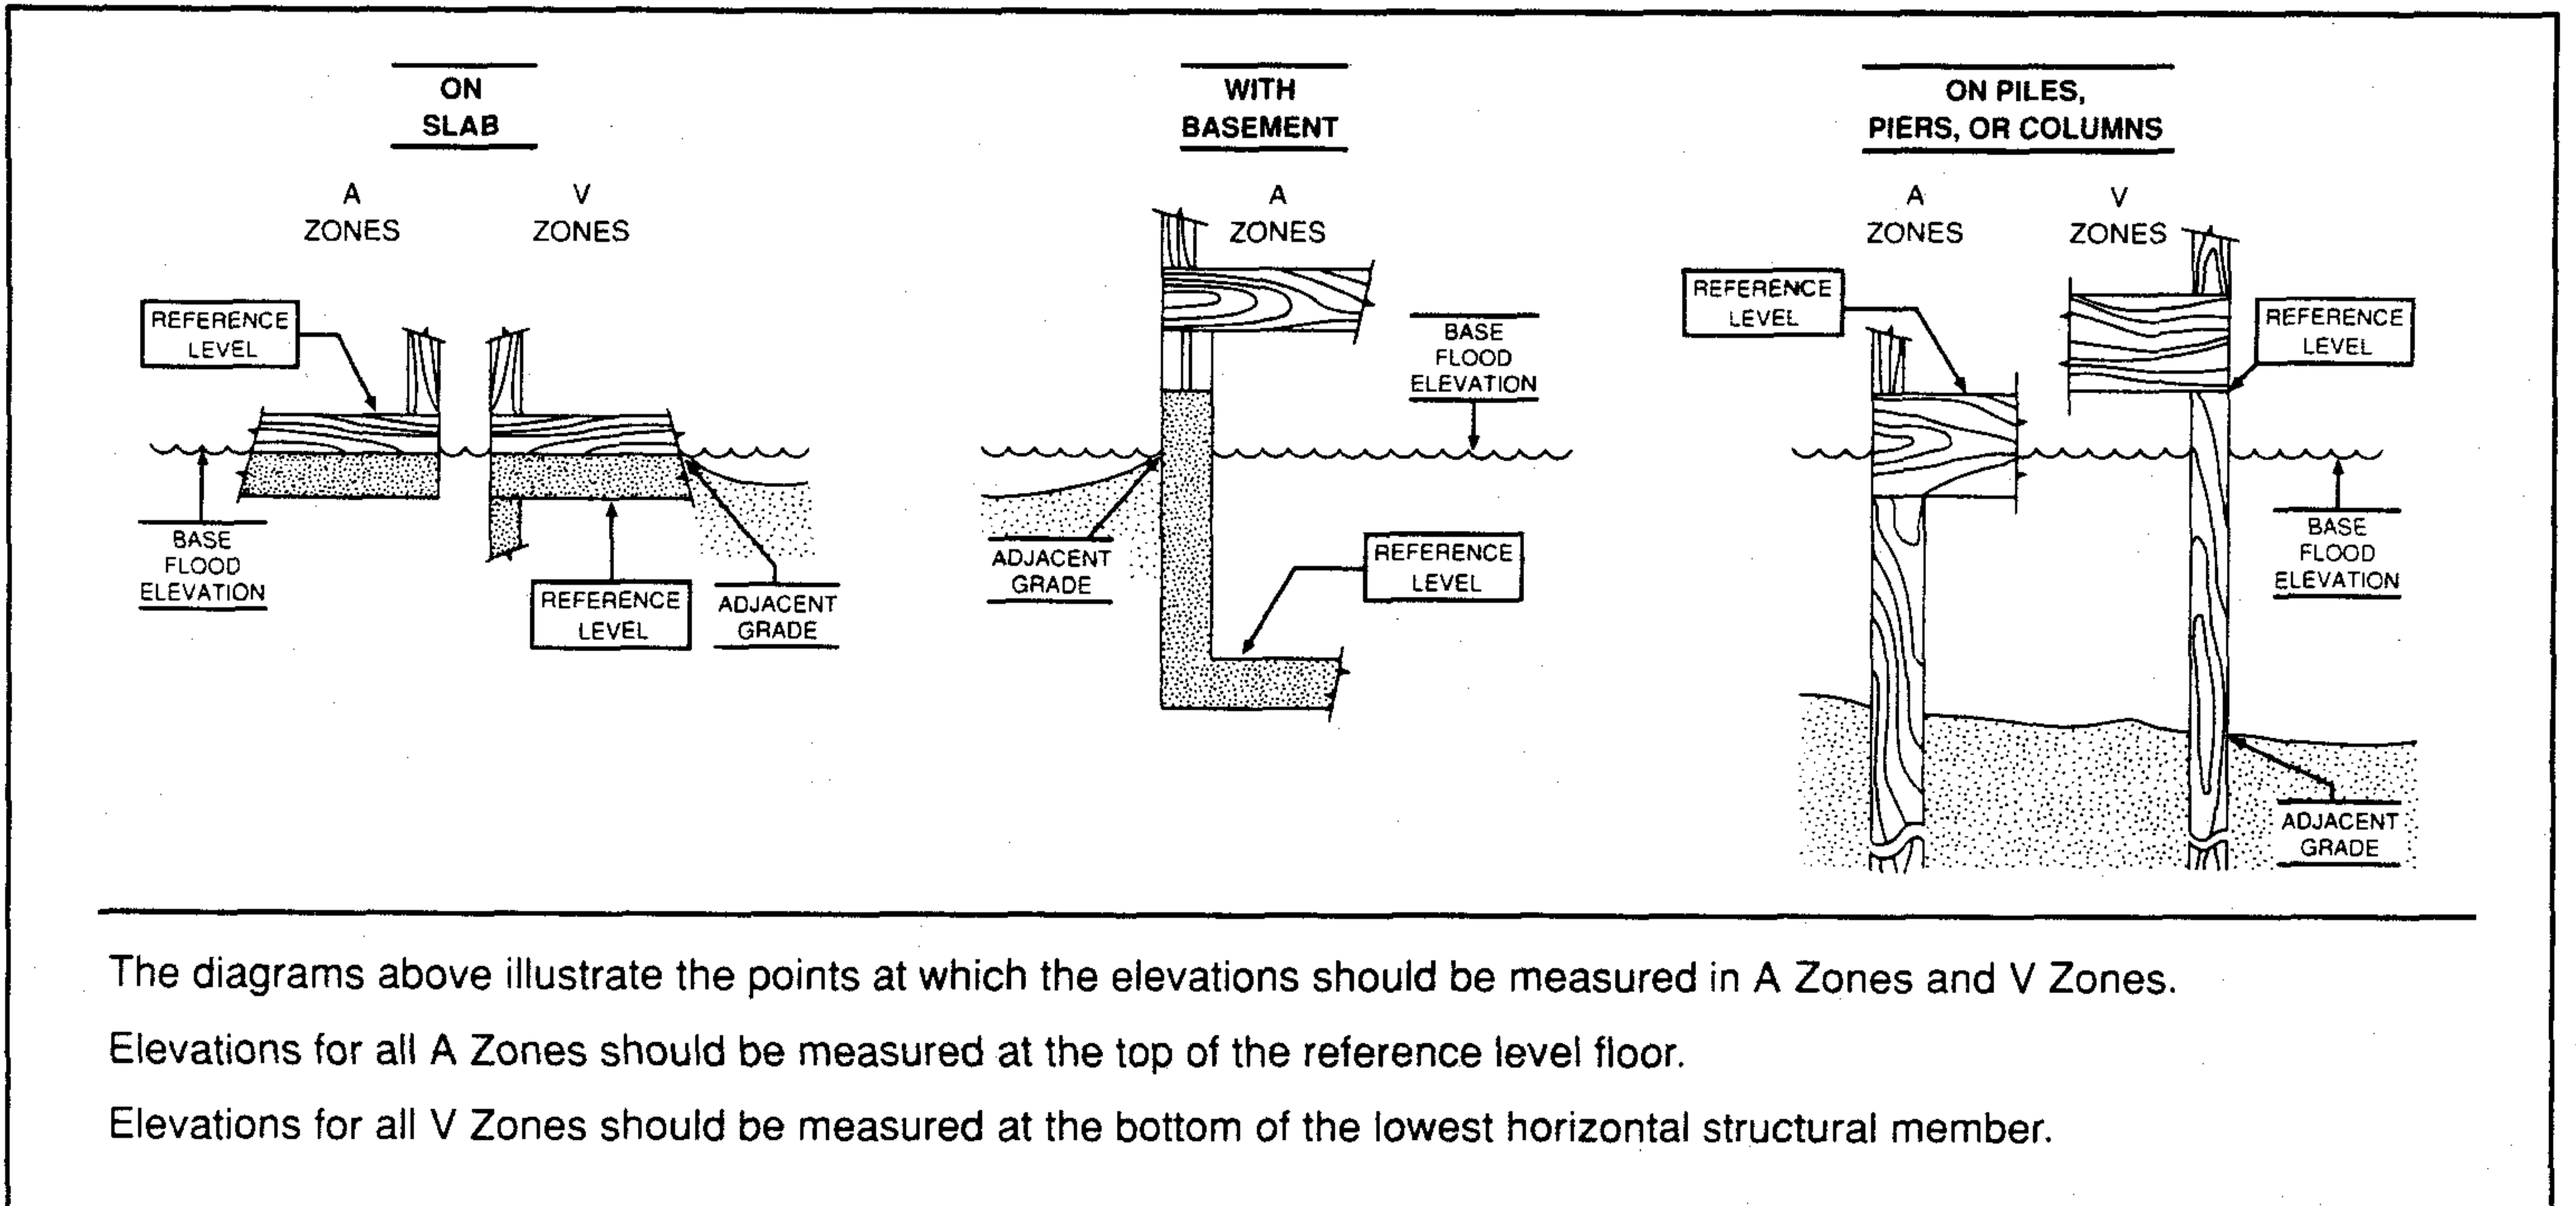 ON
SLAB
A
ZONES
V
ZONES
REFERENCE
LEVEL
BASE
FLOOD
ELEVATION
REFERENCE
LEVEL
ADJACENT
GRADE
WITH
BASEMENT
A
ZONES
BASE
FLOOD
ELEVATION
ADJACENT
GRADE
REFERENCE
LEVEL
ON PILES,
PIERS, OR COLUMNS
A
ZONES
V
ZONES
REFERENCE
LEVEL
REFERENCE
LEVEL
BASE
FLOOD
ELEVATION
ADJACENT
GRADE
The diagrams above illustrate the points at which the elevations should be measured in A Zones and V Zones.
Elevations for all A Zones should be measured at the top of the reference level floor.
Elevations for all V Zones should be measured at the bottom of the lowest horizontal structural member.